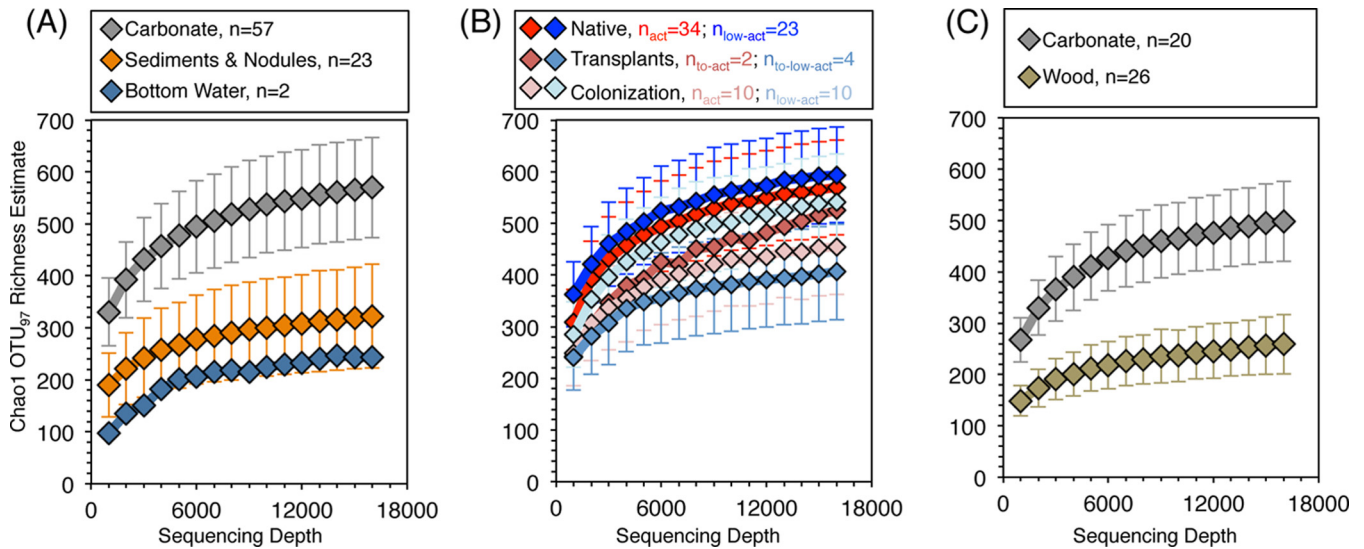 (A)
Carbonate, n=57
Sediments & Nodules, n=23
Bottom Water, n=2
Chao1 OTU97 Richness Estimate
700
600
500
400
300
200
100
0
0 6000 12000 18000
Sequencing Depth
(B)
Native, nact=34; nlow-act=23
Transplants, nto-act=2; nto-low-act=4
Colonization, nact=10; nlow-act=10
700
600
500
400
300
200
100
0
0 6000 12000 18000
Sequencing Depth
(C)
Carbonate, n=20
Wood, n=26
700
600
500
400
300
200
100
0
0 6000 12000 18000
Sequencing Depth